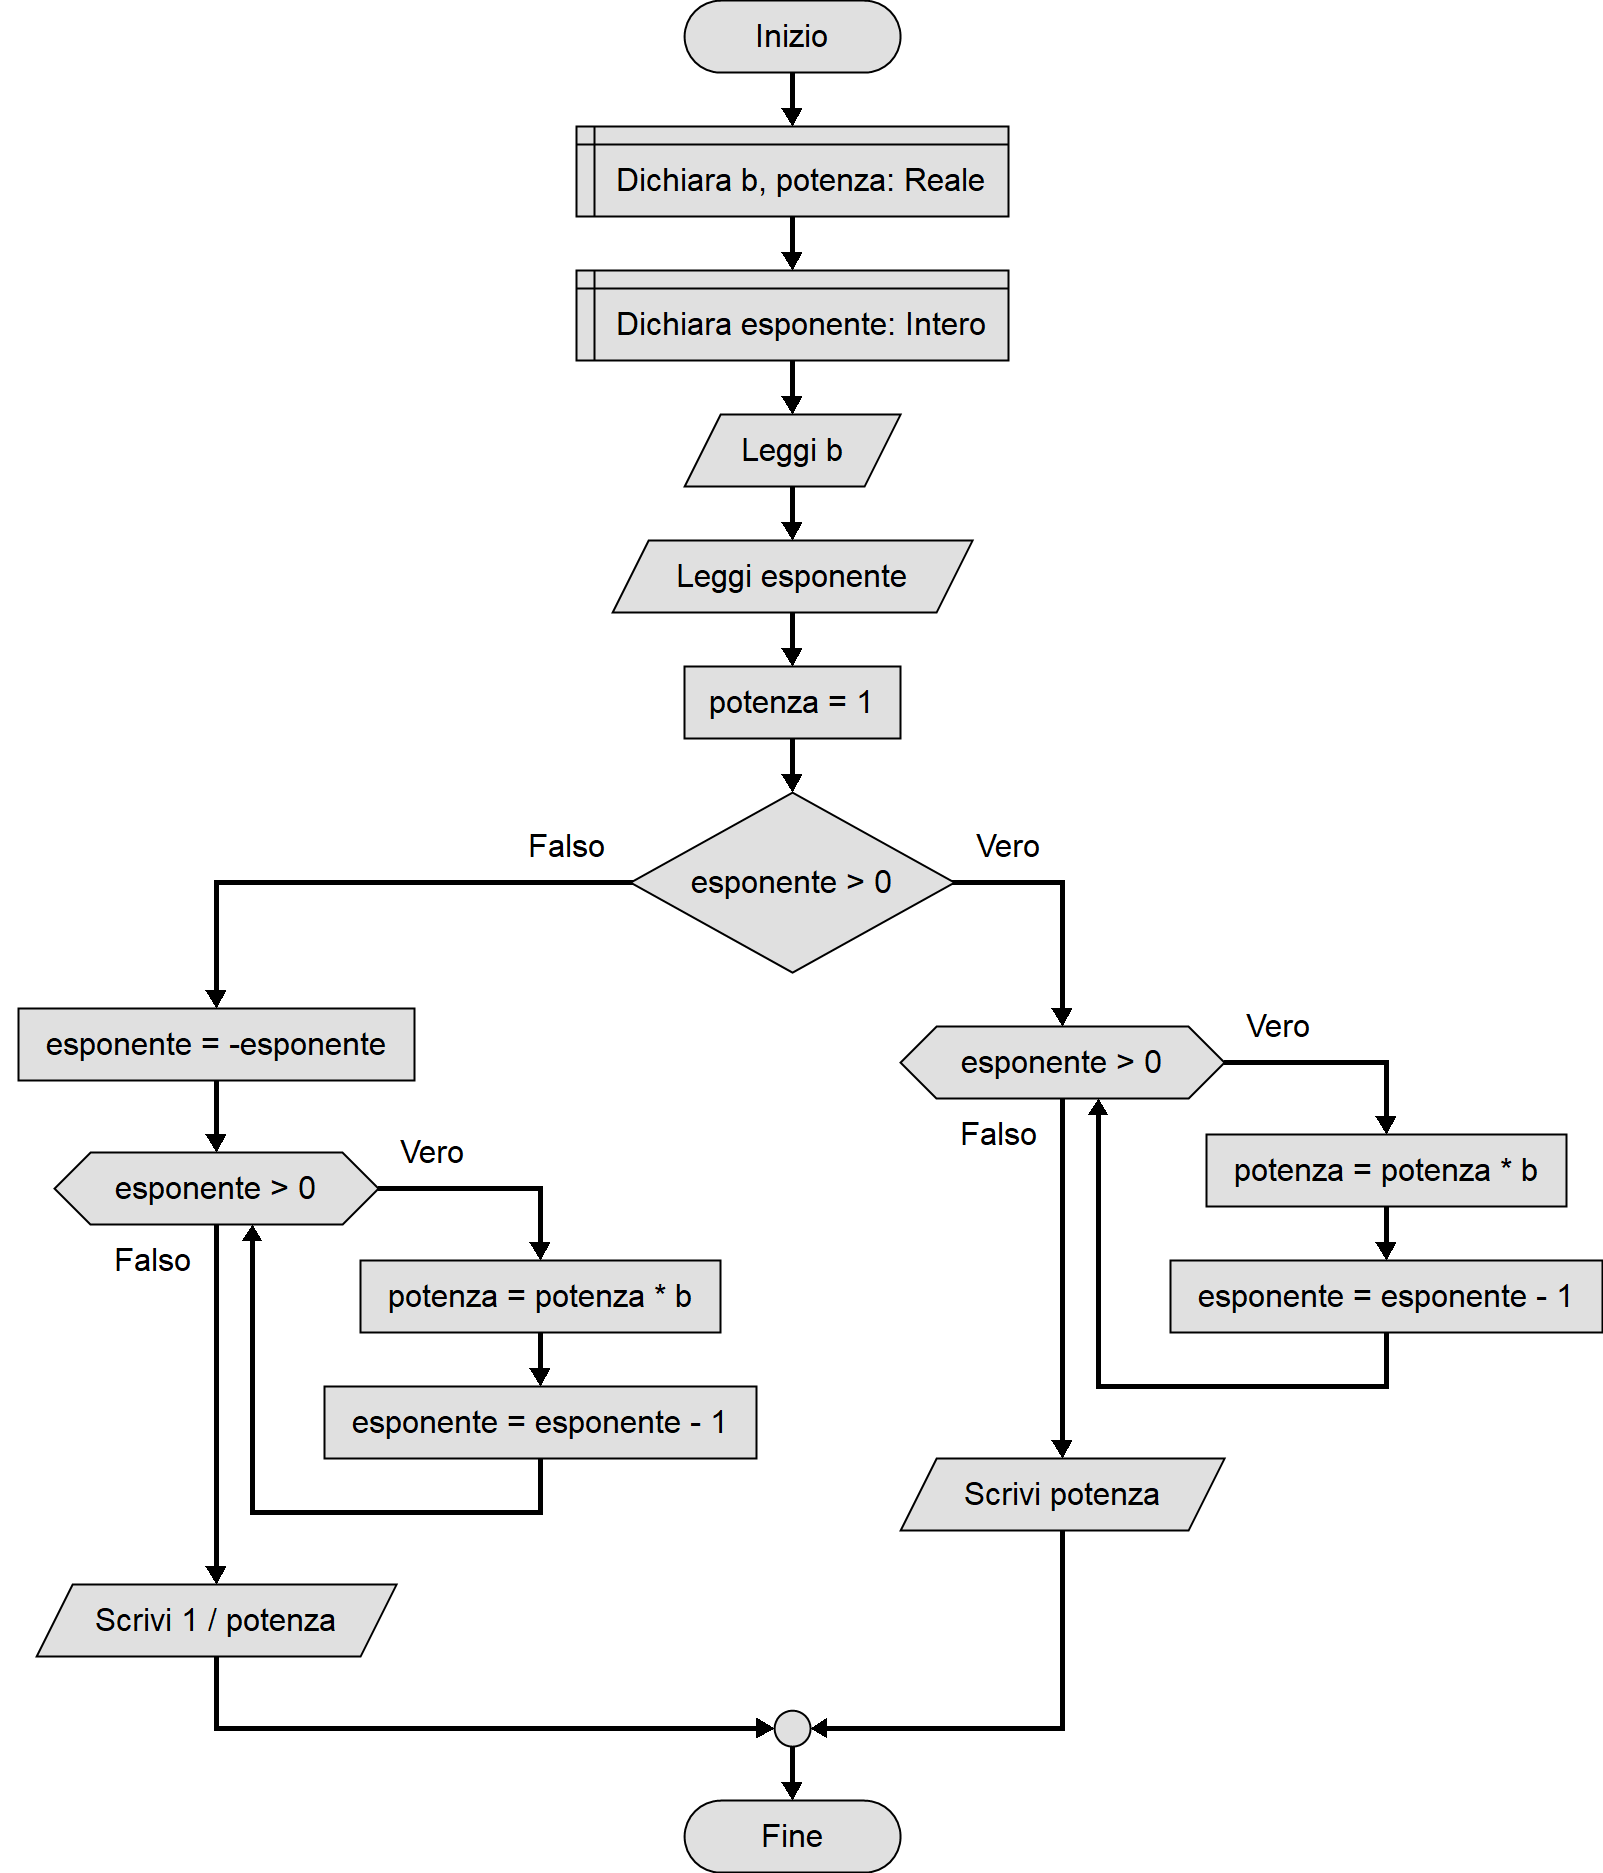 Inizio
Dichiara b, potenza: Reale
Dichiara esponente: Intero
Leggi b
Leggi esponente
potenza = 1
esponente > 0
Falso
esponente = -esponente
esponente > 0
Vero
potenza = potenza * b
esponente = esponente - 1
Falso
Scrivi 1 / potenza
Vero
esponente > 0
Vero
potenza = potenza * b
esponente = esponente - 1
Falso
Scrivi potenza
Fine